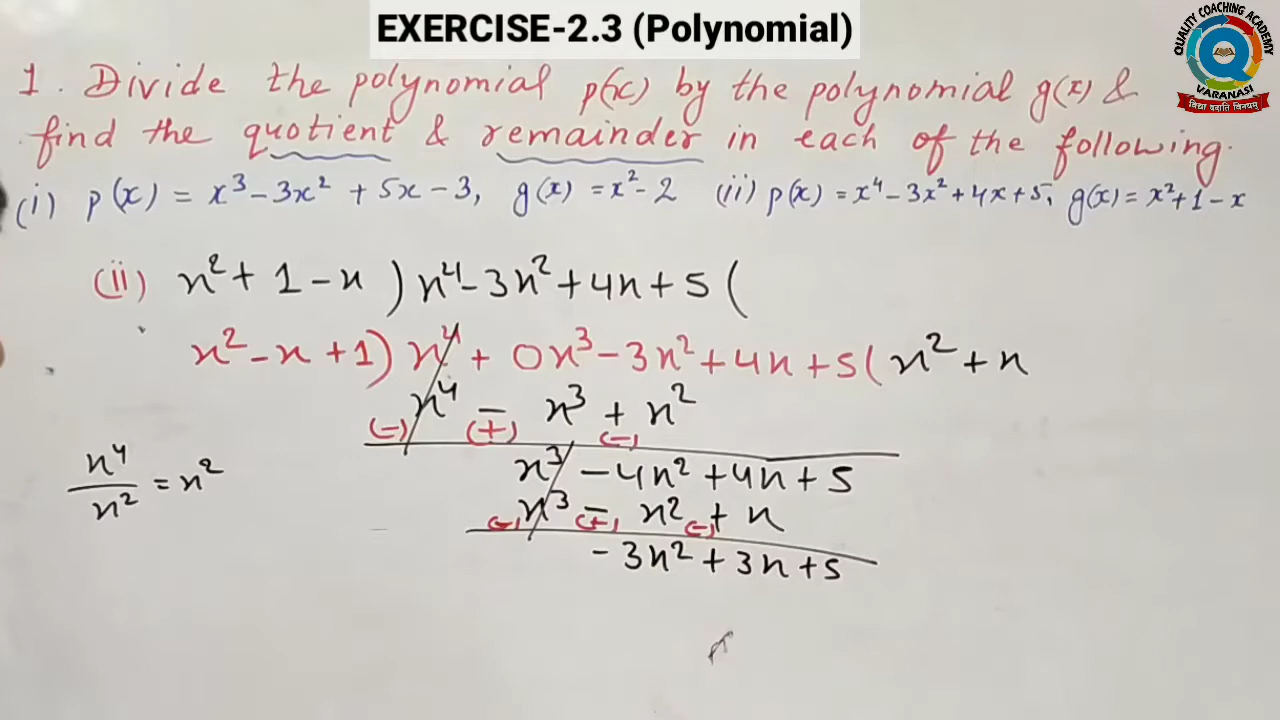 EXERCISE-2.3 (Polynomial)
QUALITY COACHING ACADEMY
VARANASI
1. Divide the polynomial p(x) by the polynomial g(x) &
find the quotient & remainder in each of the following.
(i) p(x) = x³ - 3x² + 5x - 3, g(x) = x² - 2 (ii) p(x) = x⁴ - 3x² + 4x + 5, g(x) = x² + 1 - x
(ii) x² + 1 - x ) x⁴ - 3x² + 4x + 5 (
x² - x + 1 ) x⁴ + 0x³ - 3x² + 4x + 5 ( x² + x
x⁴ - x³ + x²
(-) (+) (-)
x³ - 4x² + 4x + 5
x⁴/x² = x²
x³ - x² + x
(-) (+) (-)
-3x² + 3x + 5